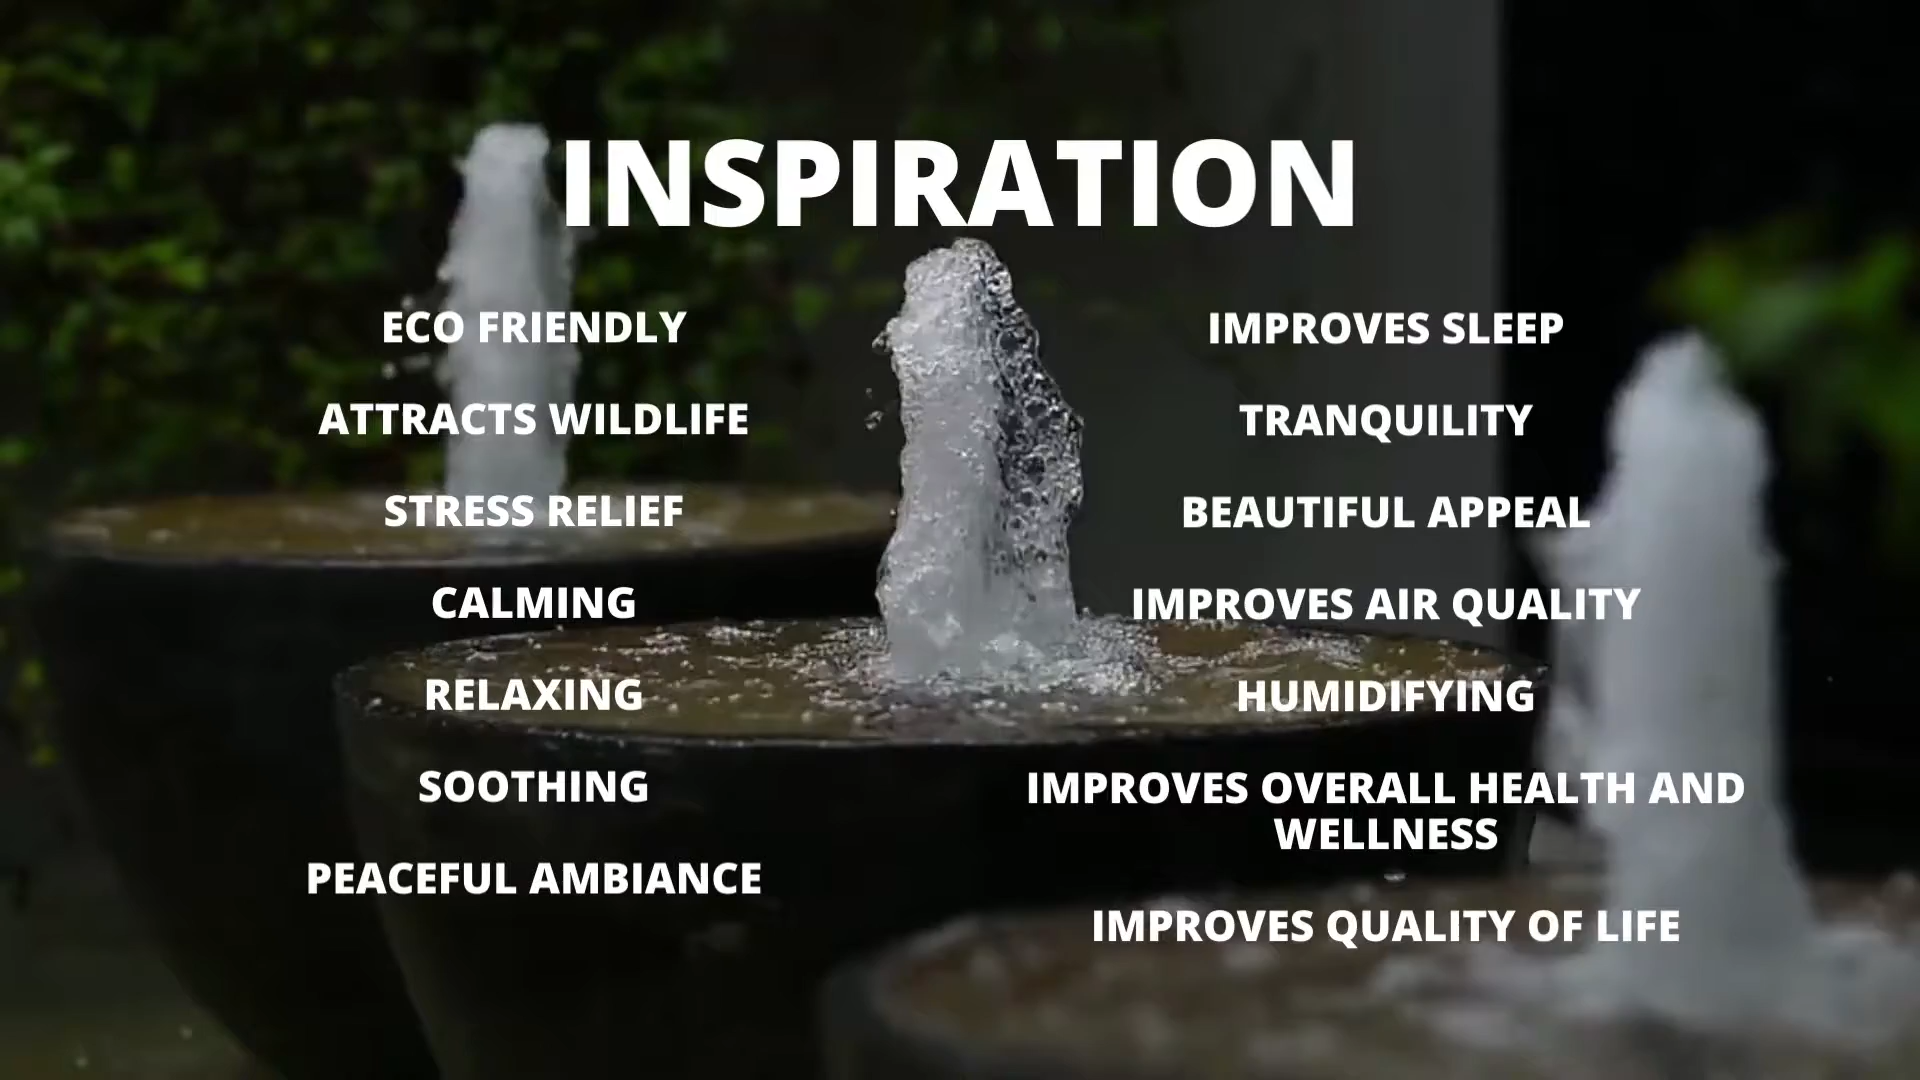 INSPIRATION
ECO FRIENDLY
ATTRACTS WILDLIFE
STRESS RELIEF
CALMING
RELAXING
SOOTHING
PEACEFUL AMBIANCE
IMPROVES SLEEP
TRANQUILITY
BEAUTIFUL APPEAL
IMPROVES AIR QUALITY
HUMIDIFYING
IMPROVES OVERALL HEALTH AND
WELLNESS
IMPROVES QUALITY OF LIFE